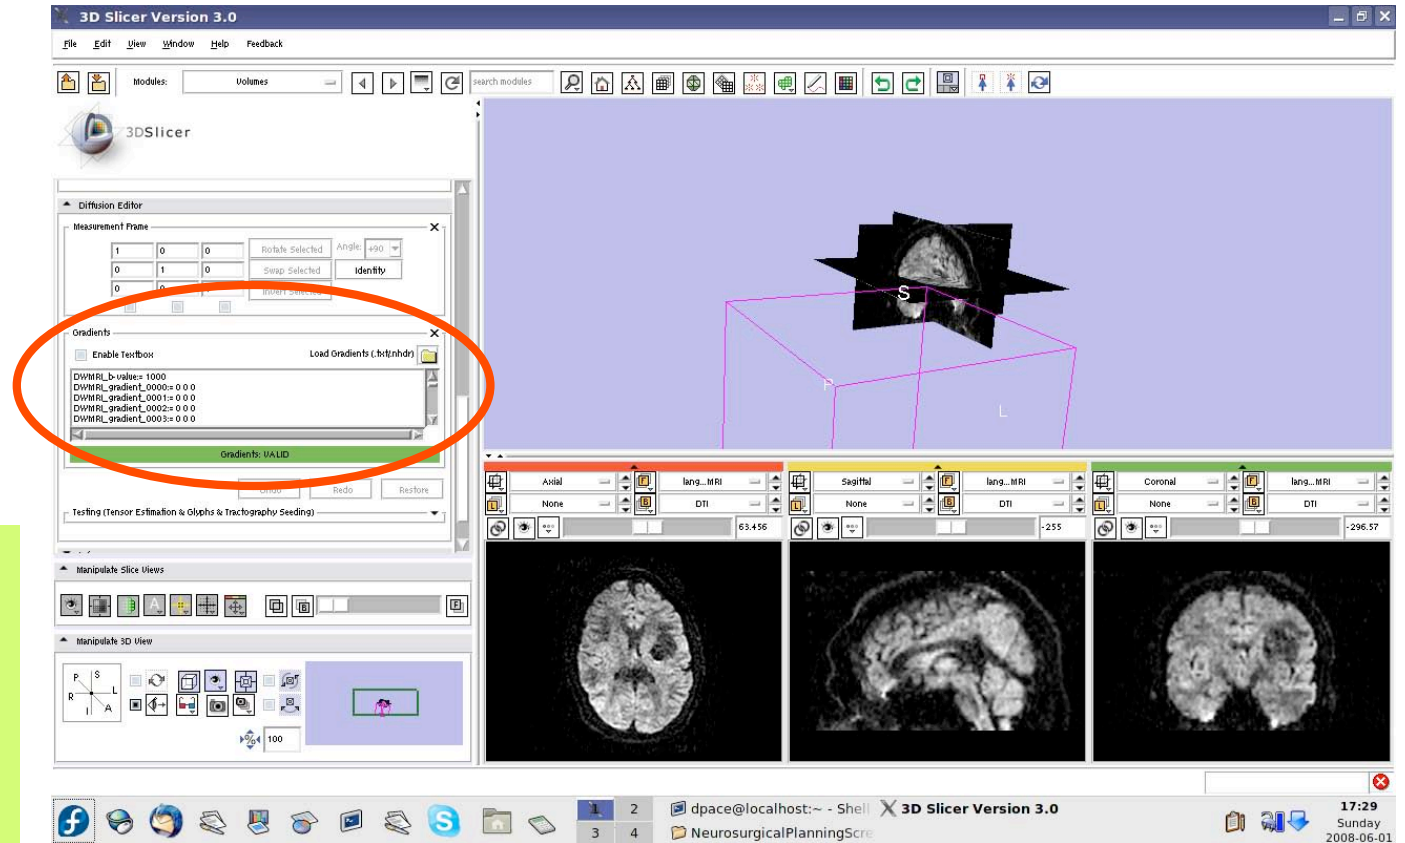 3D Slicer Version 3.0
File Edit View Window Help Feedback
Modules: Volumes search modules
3DSlicer
Diffusion Editor
Measurement Frame
1 0 0 Rotate Selected Angle: +90
0 1 0 Swap Selected Identity
0 0 Invert Selected
Gradients
Enable Textbox Load Gradients (.txt/.nhdr)
DWMRI_b-value:= 1000
DWMRI_gradient_0000:= 0 0 0
DWMRI_gradient_0001:= 0 0 0
DWMRI_gradient_0002:= 0 0 0
DWMRI_gradient_0003:= 0 0 0
Gradients: VALID
Undo Redo Restore
Testing (Tensor Estimation & Glyphs & Tractography Seeding)
Manipulate Slice Views
Manipulate 3D View
P S
R L
I A
100
S
P
L
Axial lang...MRI
None DTI
63.456
Sagittal lang...MRI
None DTI
-255
Coronal lang...MRI
None DTI
-296.57
1 2
3 4
dpace@localhost:~ - Shell
3D Slicer Version 3.0
NeurosurgicalPlanningScre
17:29
Sunday
2008-06-01